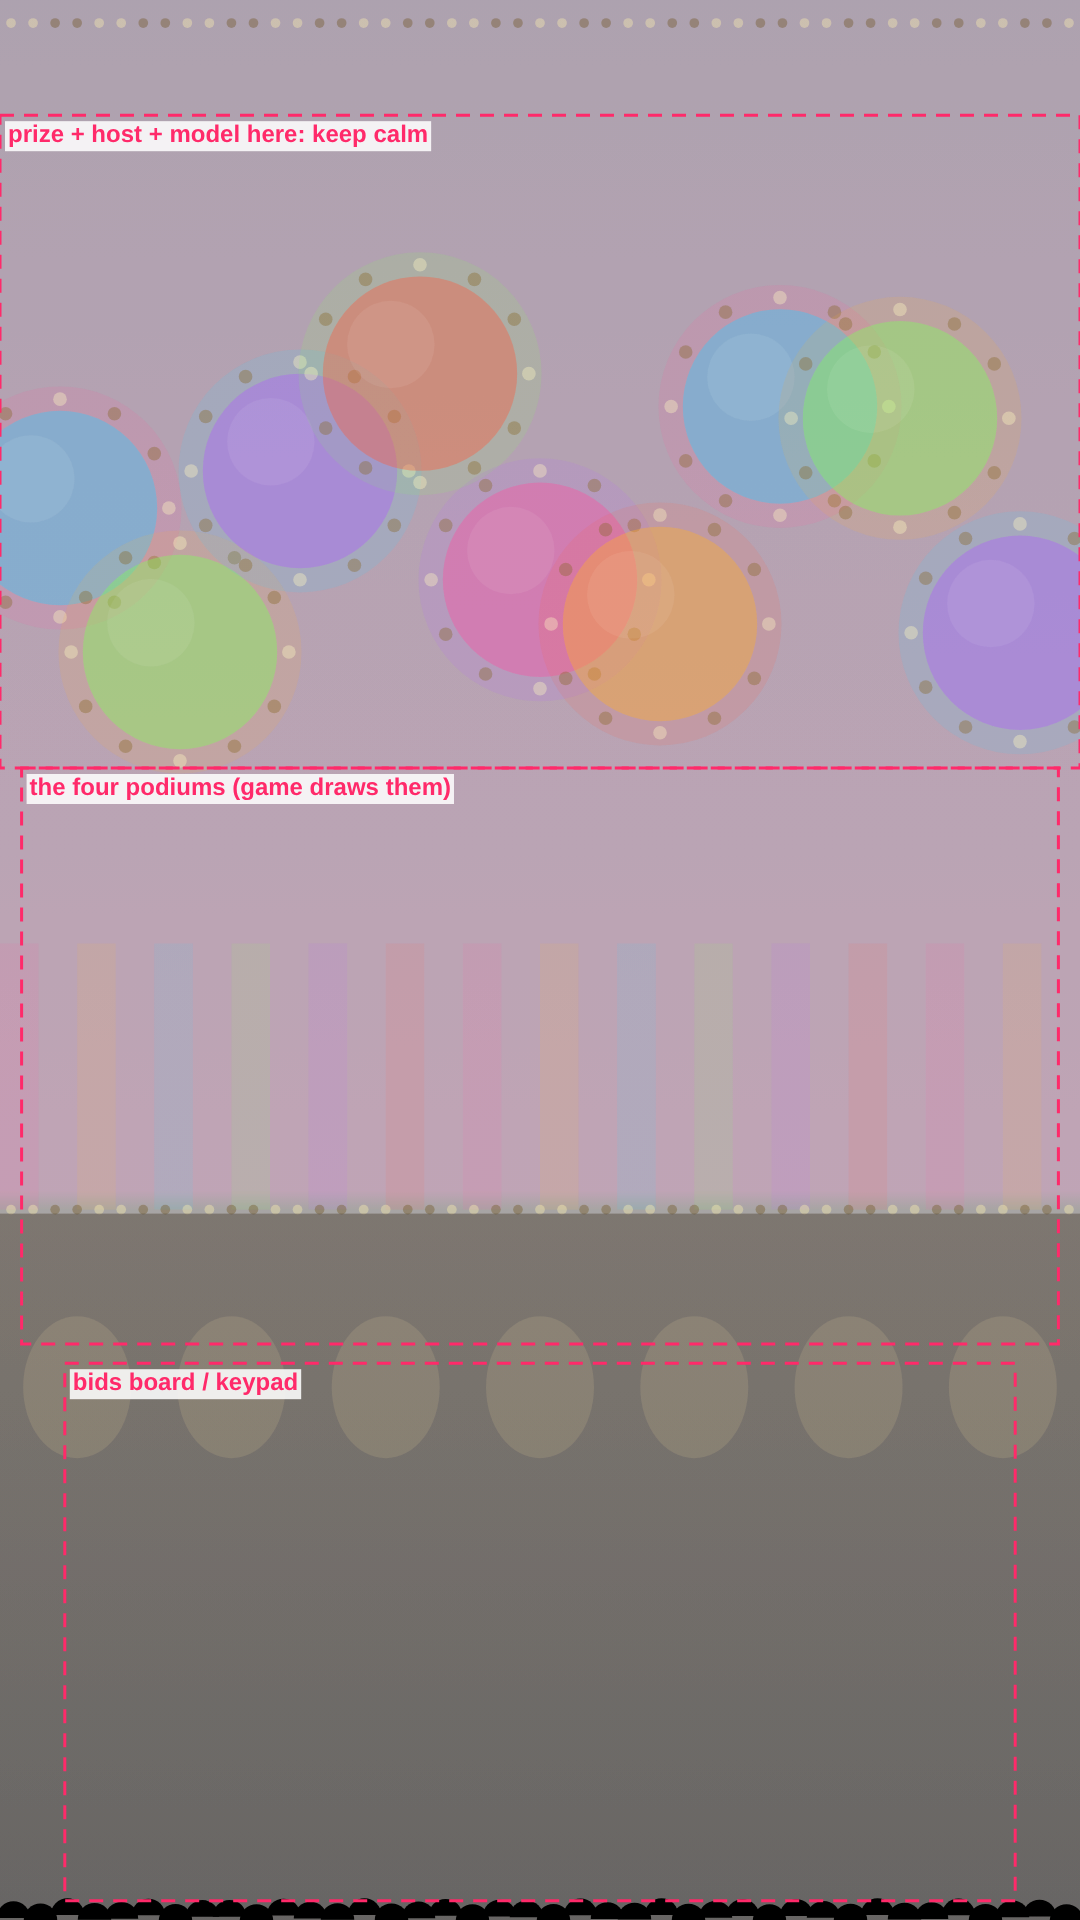 prize + host + model here: keep calm
the four podiums (game draws them)
bids board / keypad